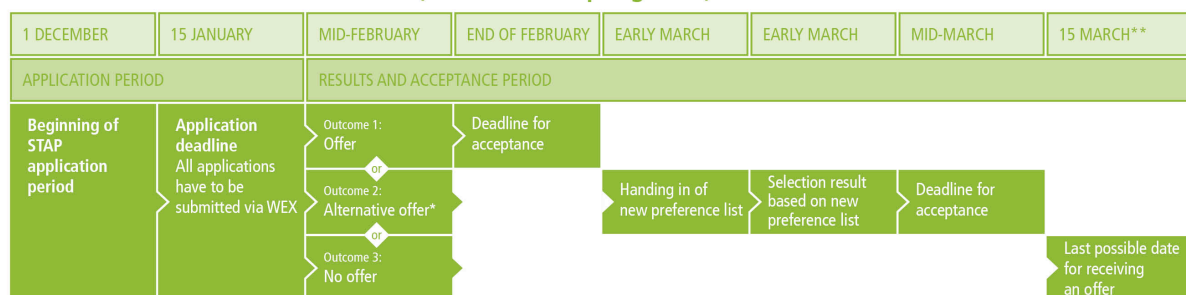 1 DECEMBER
15 JANUARY
MID-FEBRUARY
END OF FEBRUARY
EARLY MARCH
EARLY MARCH
MID-MARCH
15 MARCH**
APPLICATION PERIOD
RESULTS AND ACCEPTANCE PERIOD
Beginning of
STAP
application
period
Application
deadline
All applications
have to be
submitted via WEX
Outcome 1:
Offer
Deadline for
acceptance
or
Outcome 2:
Alternative offer*
Handing in of
new preference list
Selection result
based on new
preference list
Deadline for
acceptance
or
Outcome 3:
No offer
Last possible date
for receiving
an offer